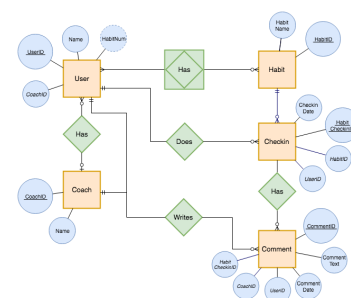 Name
HabitNum
UserID
CoachID
User
Has
Habit
Name
HabitID
Habit
Checkin
Date
Habit
CheckinID
HabitID
UserID
Does
Checkin
Has
Coach
CoachID
Name
Has
Writes
CommentID
Comment
Text
Comment
Habit
CheckinID
CoachID
UserID
Comment
Date